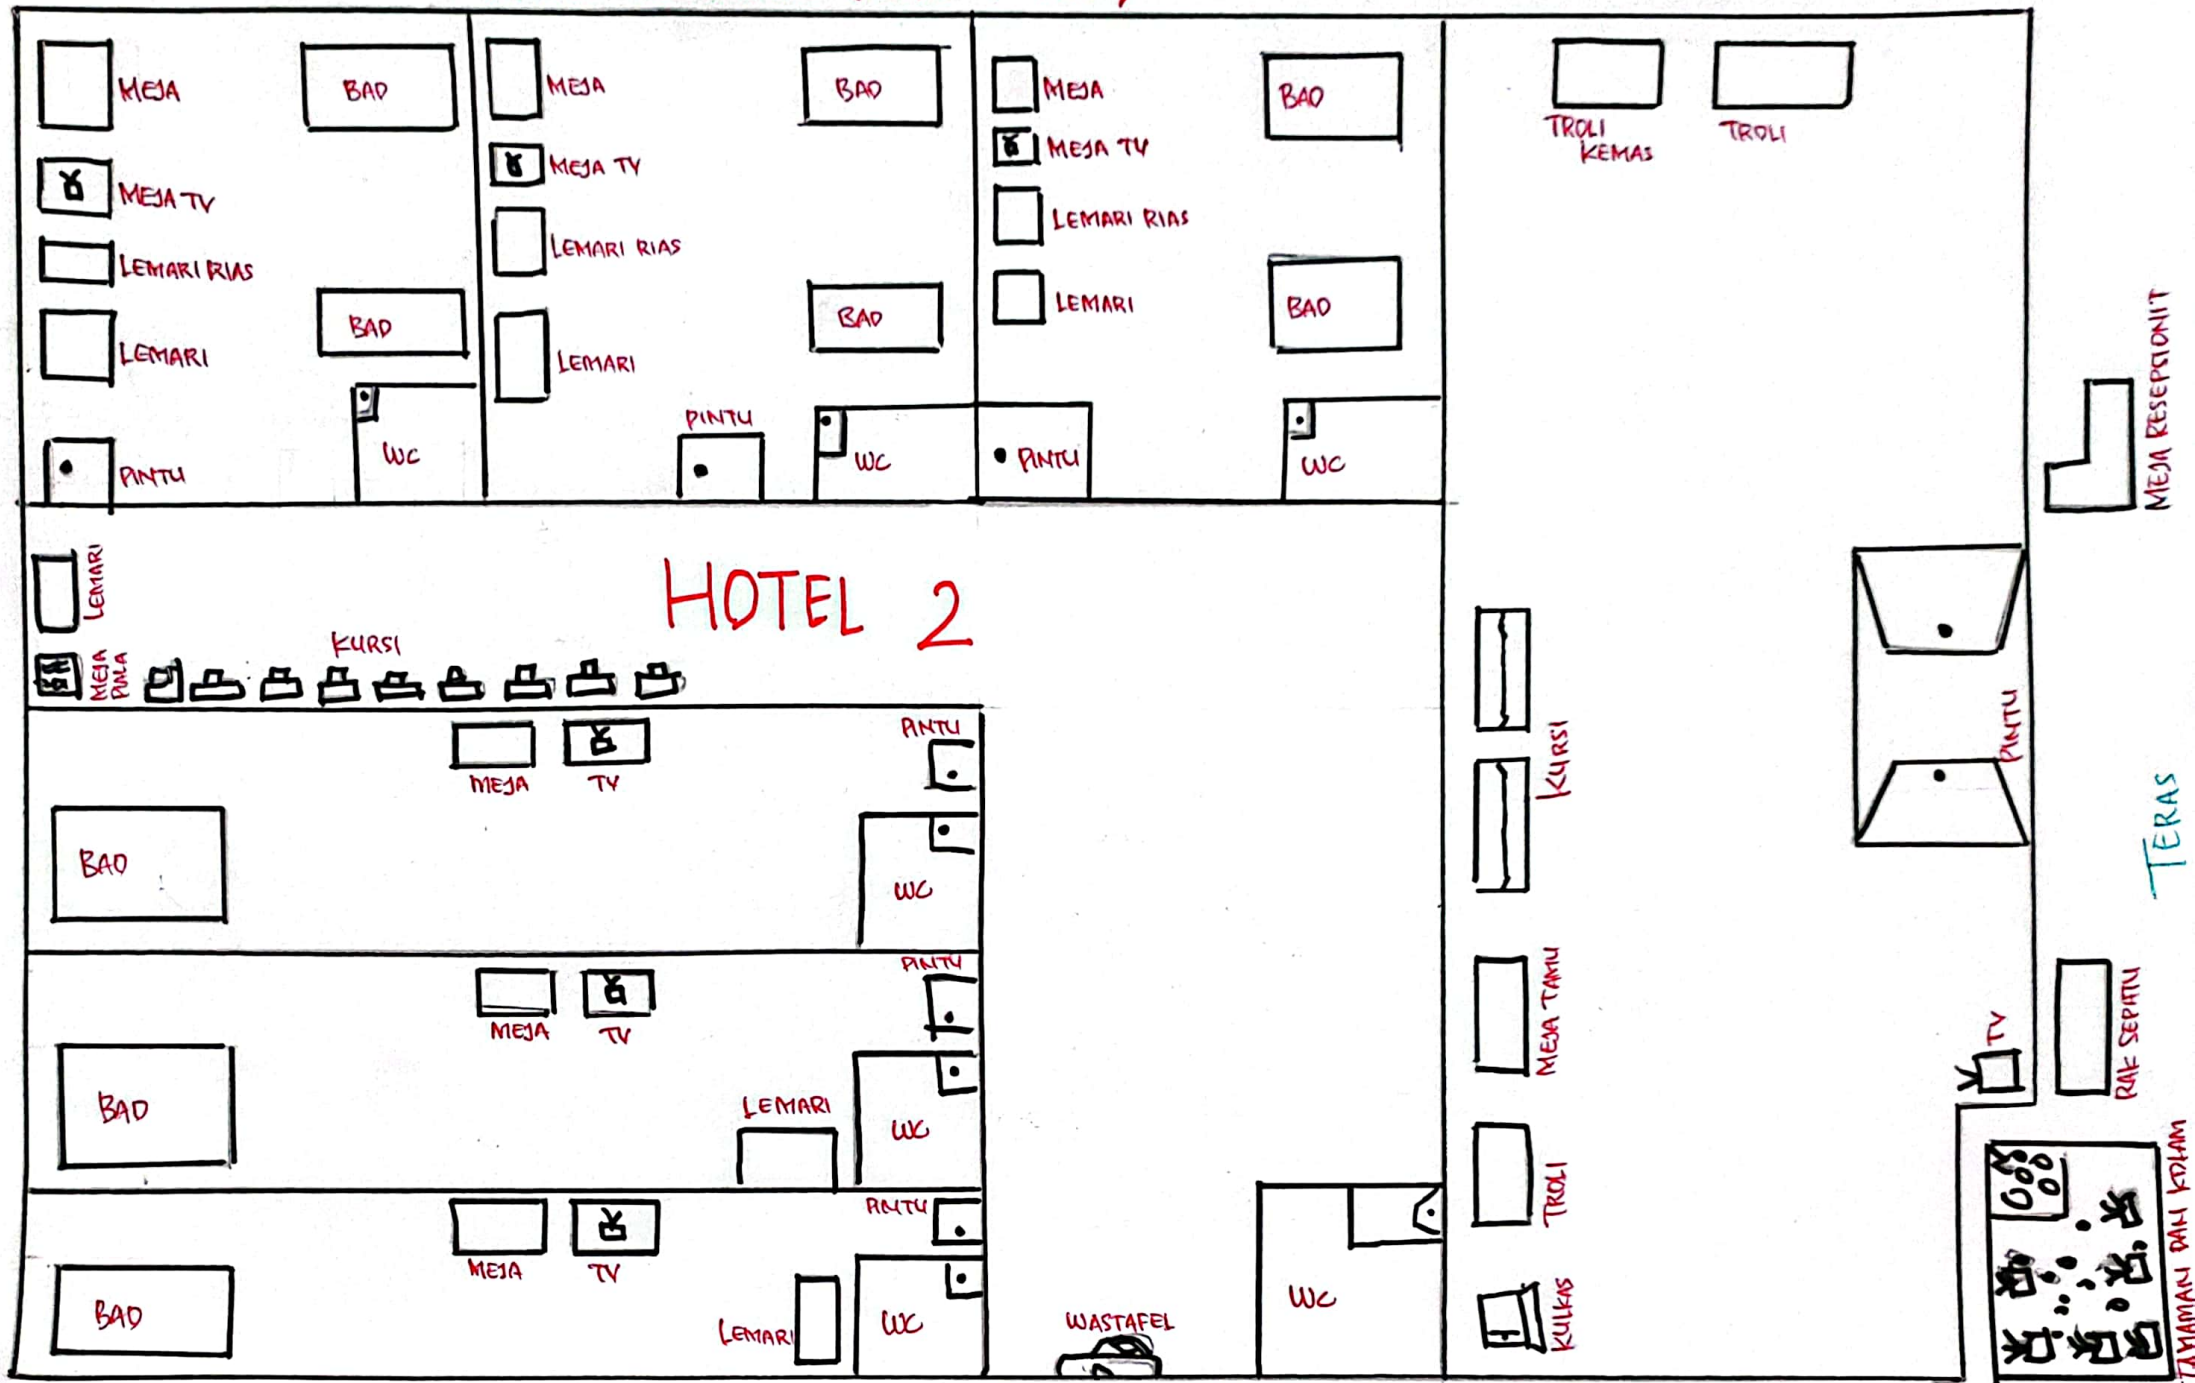 MEJA
BAD
MEJA TV
LEMARI RIAS
BAD
LEMARI
WC
PINTU
MEJA
BAD
MEJA TV
LEMARI RIAS
BAD
LEMARI
PINTU
WC
MEJA
BAD
MEJA TV
LEMARI RIAS
LEMARI
BAD
PINTU
WC
TROLI
KEMAS
TROLI
MEJA RESEPSIONIT
LEMARI
HOTEL 2
MEJA
KURSI
PINTU
MEJA
TV
BAD
WC
PINTU
MEJA
TV
BAD
LEMARI
WC
PINTU
MEJA
TV
BAD
LEMARI
WC
WASTAFEL
WC
KURSI
MEJA TAMU
TROLI
KULKAS
PINTU
TERAS
TV
RAK SEPATU
TAMAN DAN KOLAM